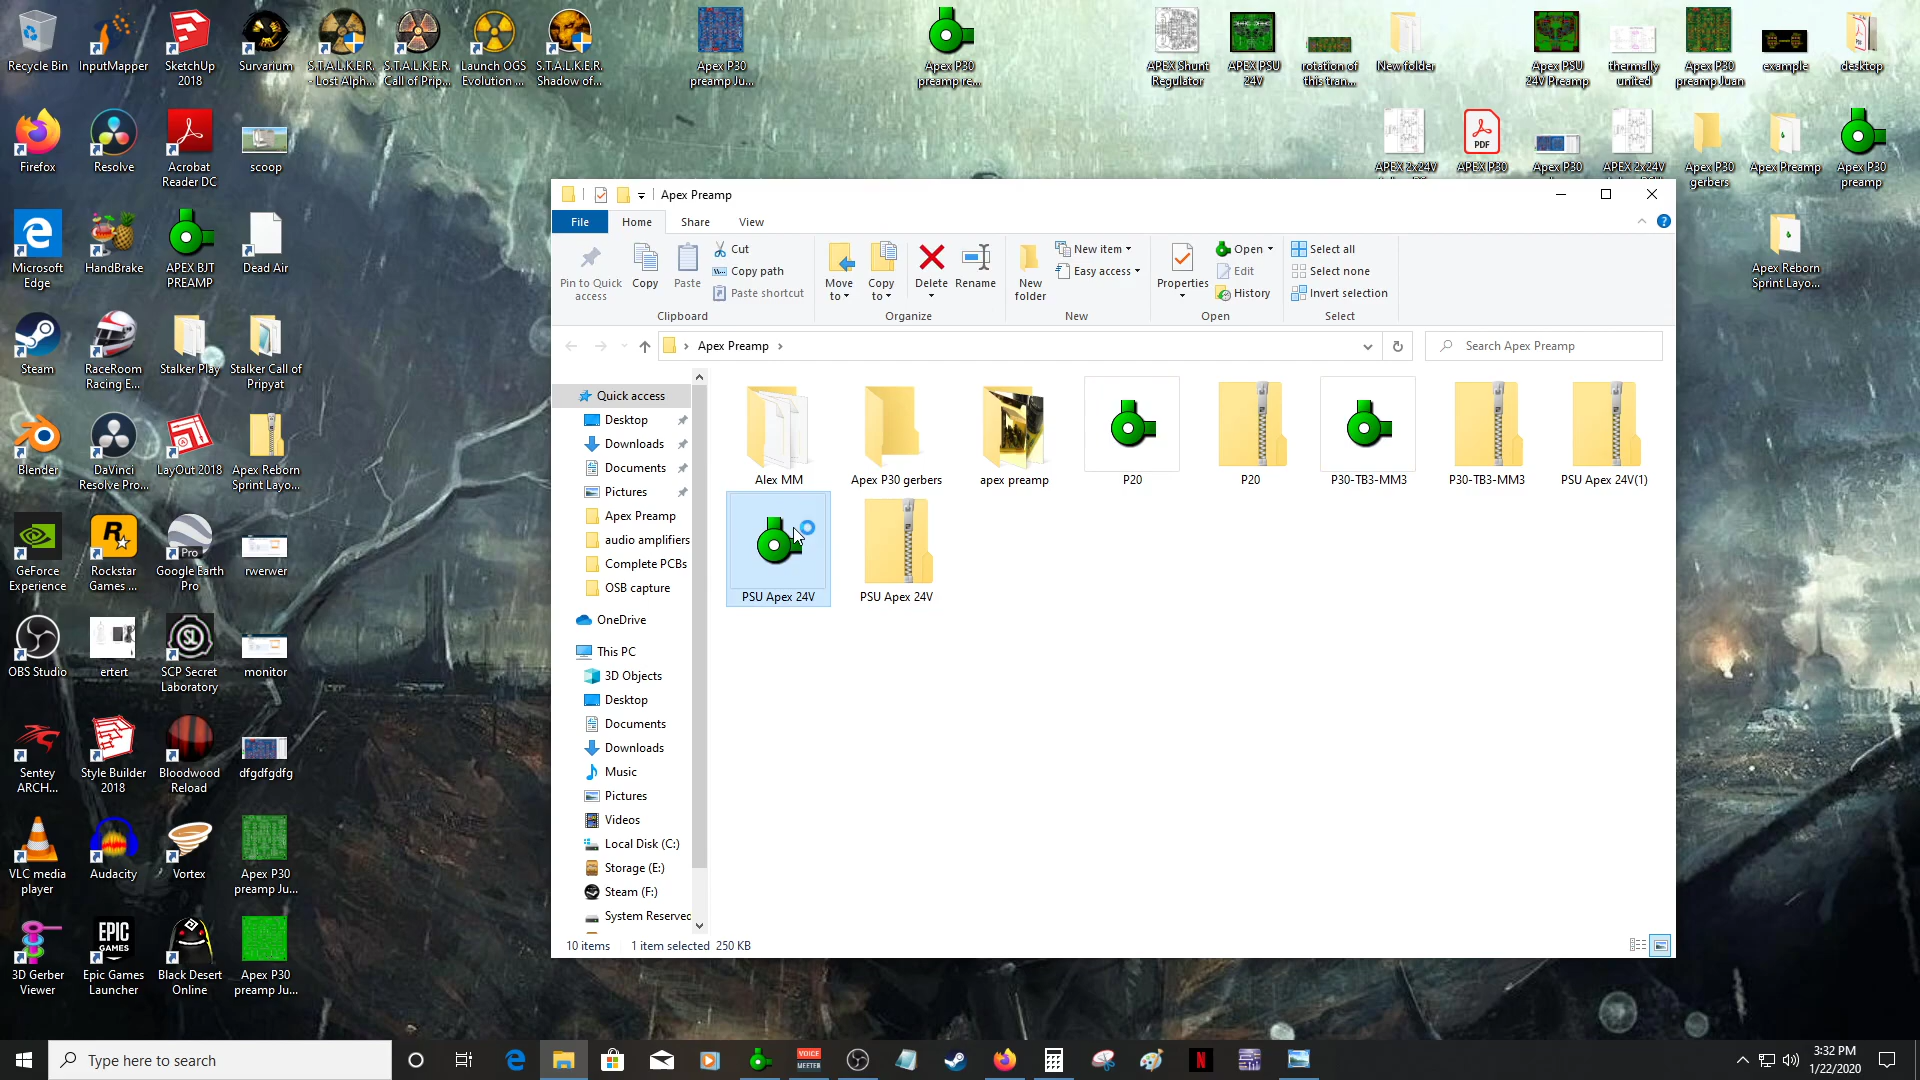 Recycle Bin
InputMapper
SketchUp
2018
Survarium
S.T.A.L.K.E.R.
- Lost Alph...
S.T.A.L.K.E.R.
Call of Prip...
Launch OGS
Evolution ...
S.T.A.L.K.E.R.
Shadow of...
Apex P30
preamp Ju...
Apex P30
preamp re...
APEX Shunt
Regulator
APEX PSU
24V
rotation of
this tran...
New folder
Apex PSU
24V Preamp
thermally
united
Apex P30
preamp Juan
example
desktop
Firefox
Resolve
Acrobat
Reader DC
scoop
APEX 2x24V
APEX P30
Apex P30
APEX 2x24V
Apex P30
gerbers
Apex Preamp
Apex P30
preamp
Microsoft
Edge
HandBrake
APEX BJT
PREAMP
Dead Air
Apex Reborn
Sprint Layo...
Steam
RaceRoom
Racing E...
Stalker Play
Stalker Call of
Pripyat
Blender
DaVinci
Resolve Pro...
LayOut 2018
Apex Reborn
Sprint Layo...
GeForce
Experience
Rockstar
Games ...
Google Earth
Pro
rwerwer
OBS Studio
ertert
SCP Secret
Laboratory
monitor
Sentey
ARCH...
Style Builder
2018
Bloodwood
Reload
dfgdfgdfg
VLC media
player
Audacity
Vortex
Apex P30
preamp Ju...
3D Gerber
Viewer
Epic Games
Launcher
Black Desert
Online
Apex P30
preamp Ju...
Apex Preamp
File
Home
Share
View
Pin to Quick
access
Copy
Paste
Cut
Copy path
Paste shortcut
Clipboard
Move
to
Copy
to
Delete
Rename
Organize
New
folder
New item
Easy access
New
Properties
Open
Edit
History
Open
Select all
Select none
Invert selection
Select
Apex Preamp
Search Apex Preamp
Quick access
Desktop
Downloads
Documents
Pictures
Apex Preamp
audio amplifiers
Complete PCBs
OSB capture
OneDrive
This PC
3D Objects
Desktop
Documents
Downloads
Music
Pictures
Videos
Local Disk (C:)
Storage (E:)
Steam (F:)
System Reserved
Alex MM
Apex P30 gerbers
apex preamp
P20
P20
P30-TB3-MM3
P30-TB3-MM3
PSU Apex 24V(1)
PSU Apex 24V
PSU Apex 24V
10 items
1 item selected 250 KB
Type here to search
VOICE
MEETER
3:32 PM
1/22/2020